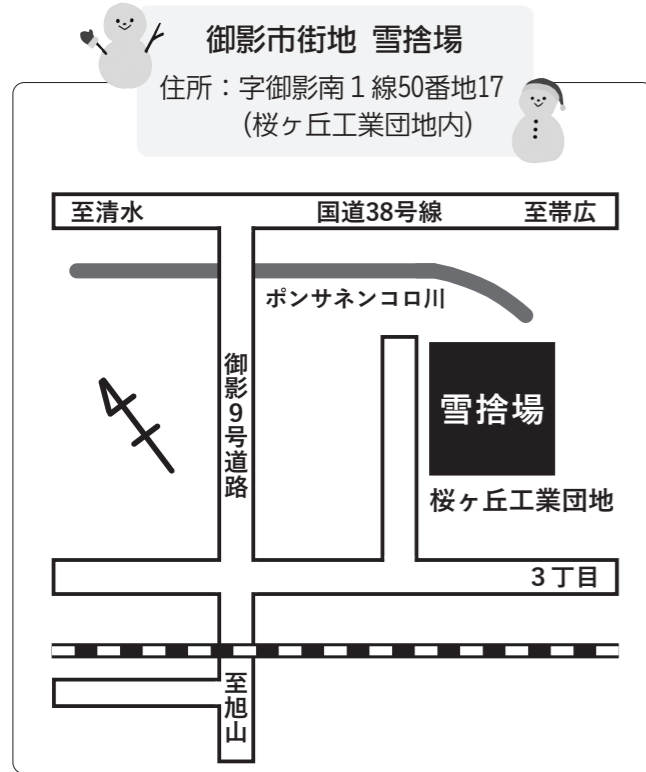 御影市街地 雪捨場
住所：字御影南１線50番地17
(桜ヶ丘工業団地内)
至清水
国道38号線
至帯広
ポンサネンコロ川
御影９号道路
雪捨場
桜ヶ丘工業団地
３丁目
至旭山